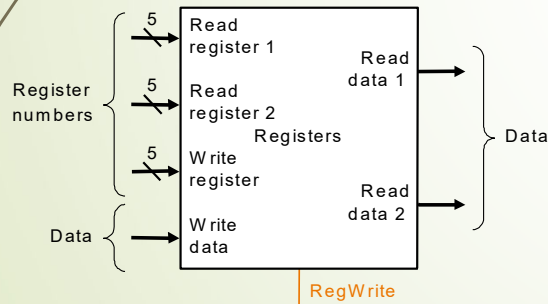 5
Read
register 1
5
Read
register 2
5
Write
register
Write
data
Register
numbers
Data
Registers
Read
data 1
Read
data 2
Data
RegWrite